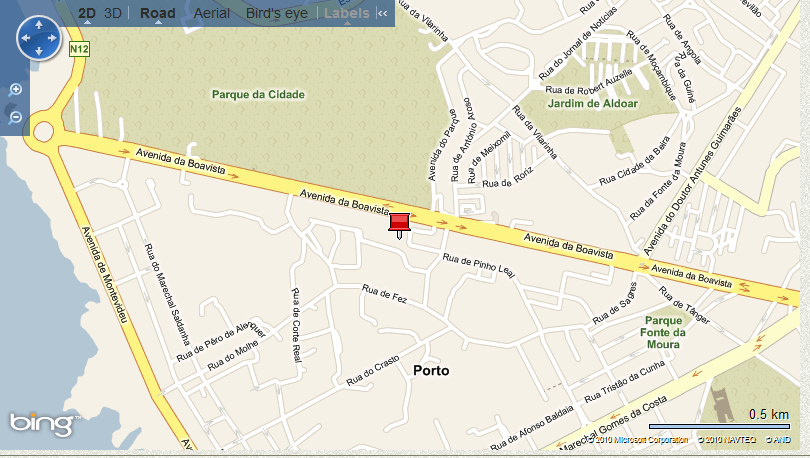 2D 3D Road Aerial Bird's eye Labels «
N12
Parque da Cidade
Rua da Vilarinha
Rua do Jornal de Notícias
Rua de Robert Auzelle
Jardim de Aldoar
Rua de Moçambique
Rua de Angola
Rua da Guiné
Avenida do Parque
Rua de António Aroso
Rua de Meixomil
Rua de Roriz
Rua da Vilarinha
Rua Cidade da Beira
Rua da Fonte da Moura
Avenida do Doutor Antunes Guimarães
Avenida da Boavista
Avenida da Boavista
Avenida da Boavista
Avenida da Boavista
Avenida de Montevideu
Rua do Marechal Saldanha
Rua de Corte Real
Rua de Pinho Leal
Rua de Fez
Rua de Sagres
Rua de Tânger
Parque
Fonte da
Moura
Rua de Pêro de Alenquer
Rua do Molhe
Rua do Crasto
Porto
Rua Tristão da Cunha
Rua de Afonso Baldaia
Marechal Gomes da Costa
bing
0.5 km
© 2010 Microsoft Corporation © 2010 NAVTEQ © AND